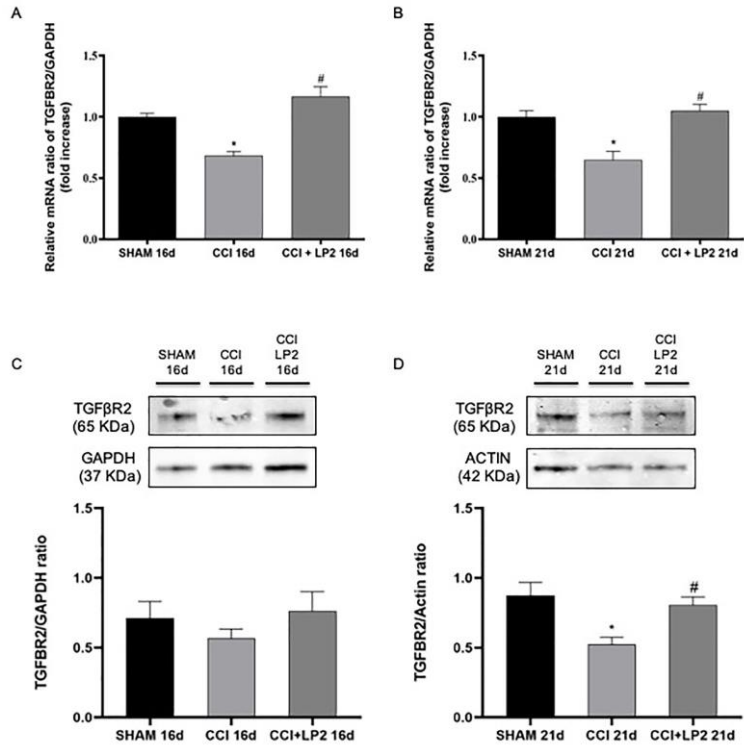 A
Relative mRNA ratio of TGFBR2/GAPDH
(fold increase)
1.5
1.0
0.5
0.0
*
#
SHAM 16d
CCI 16d
CCI + LP2 16d
B
Relative mRNA ratio of TGFBR2/GAPDH
(fold increase)
1.5
1.0
0.5
0.0
*
#
SHAM 21d
CCI 21d
CCI + LP2 21d
C
SHAM
16d
CCI
16d
CCI
LP2
16d
TGFβR2
(65 KDa)
GAPDH
(37 KDa)
TGFBR2/GAPDH ratio
1.5
1.0
0.5
0.0
SHAM 16d
CCI 16d
CCI+LP2 16d
D
SHAM
21d
CCI
21d
CCI
LP2
21d
TGFβR2
(65 KDa)
ACTIN
(42 KDa)
TGFBR2/Actin ratio
1.5
1.0
0.5
0.0
*
#
SHAM 21d
CCI 21d
CCI+LP2 21d